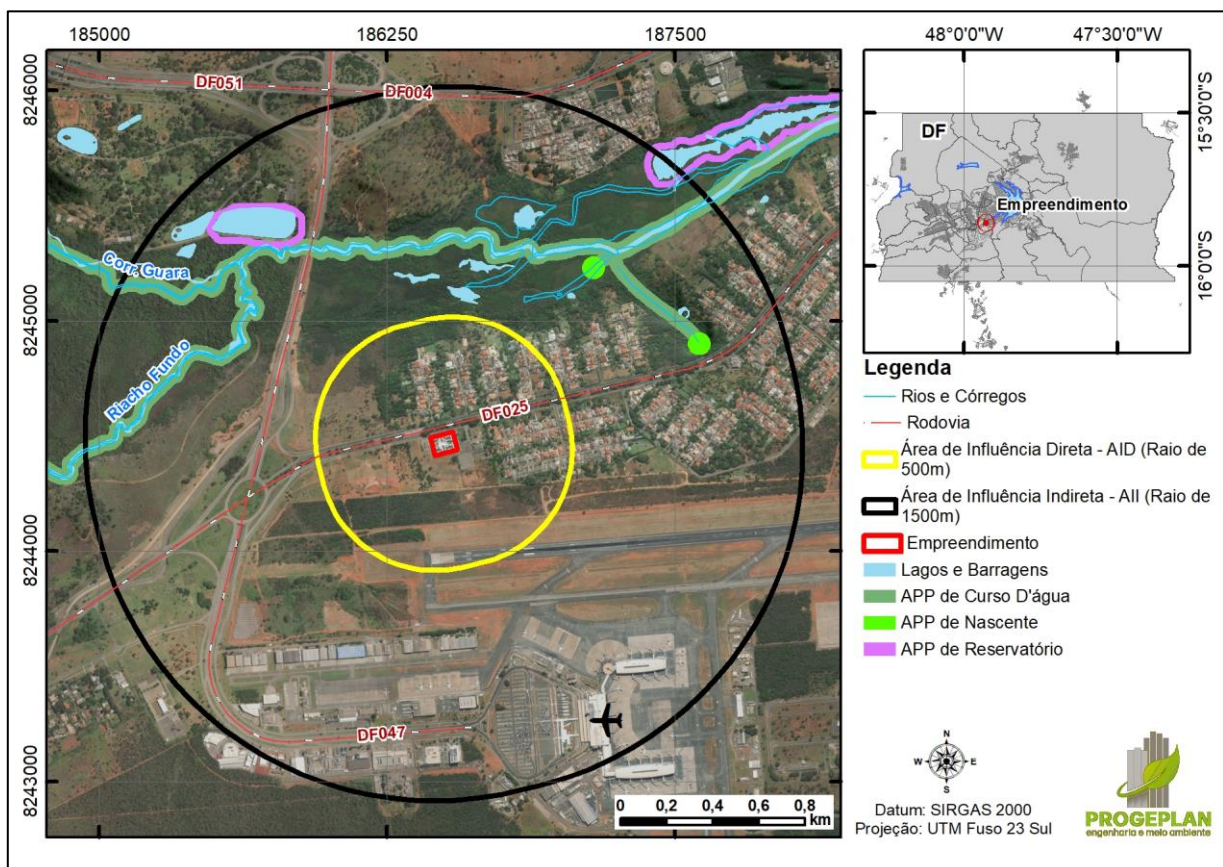 185000
186250
187500
8246000
8245000
8244000
8243000
DF051
DF004
Corr. Guara
Riacho Fundo
DF025
DF047
0 0,2 0,4 0,6 0,8
km
48°0'0"W
47°30'0"W
15°30'0"S
16°0'0"S
DF
Empreendimento
Legenda
Rios e Córregos
Rodovia
Área de Influência Direta - AID (Raio de
500m)
Área de Influência Indireta - AII (Raio de
1500m)
Empreendimento
Lagos e Barragens
APP de Curso D'água
APP de Nascente
APP de Reservatório
N
W E
S
Datum: SIRGAS 2000
Projeção: UTM Fuso 23 Sul
PROGEPLAN
engenharia e meio ambiente